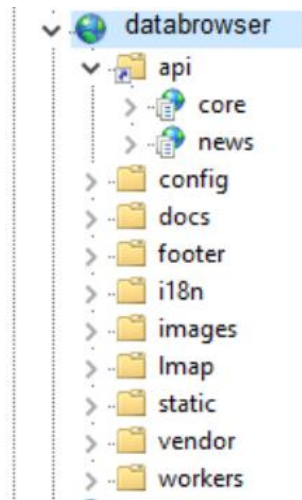 databrowser
api
core
news
config
docs
footer
i18n
images
lmap
static
vendor
workers